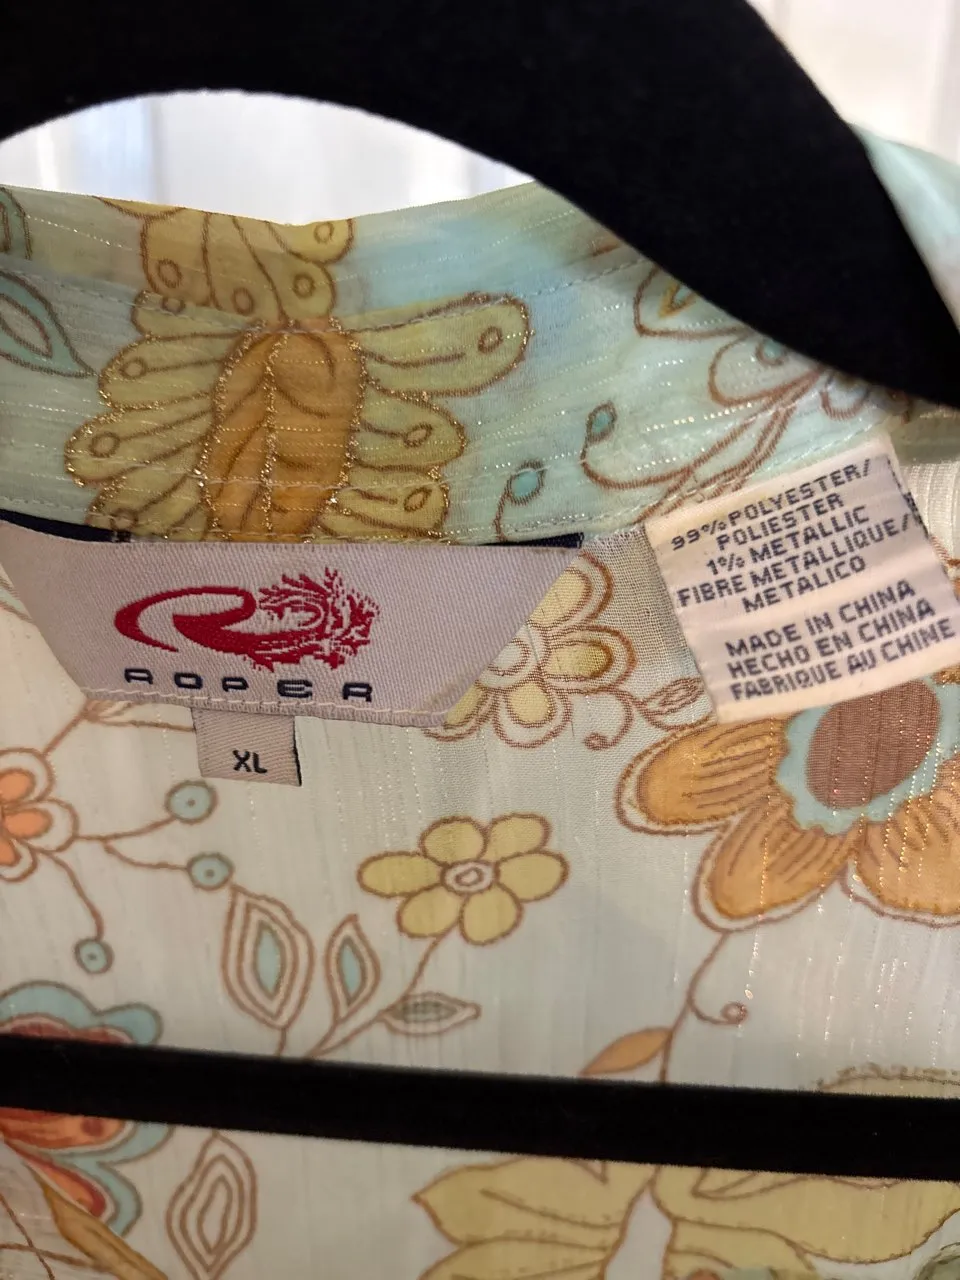 ROPER
XL
99% POLYESTER/
POLIESTER
1% METALLIC
FIBRE METALLIQUE/
METALICO
MADE IN CHINA
HECHO EN CHINA
FABRIQUE AU CHINE